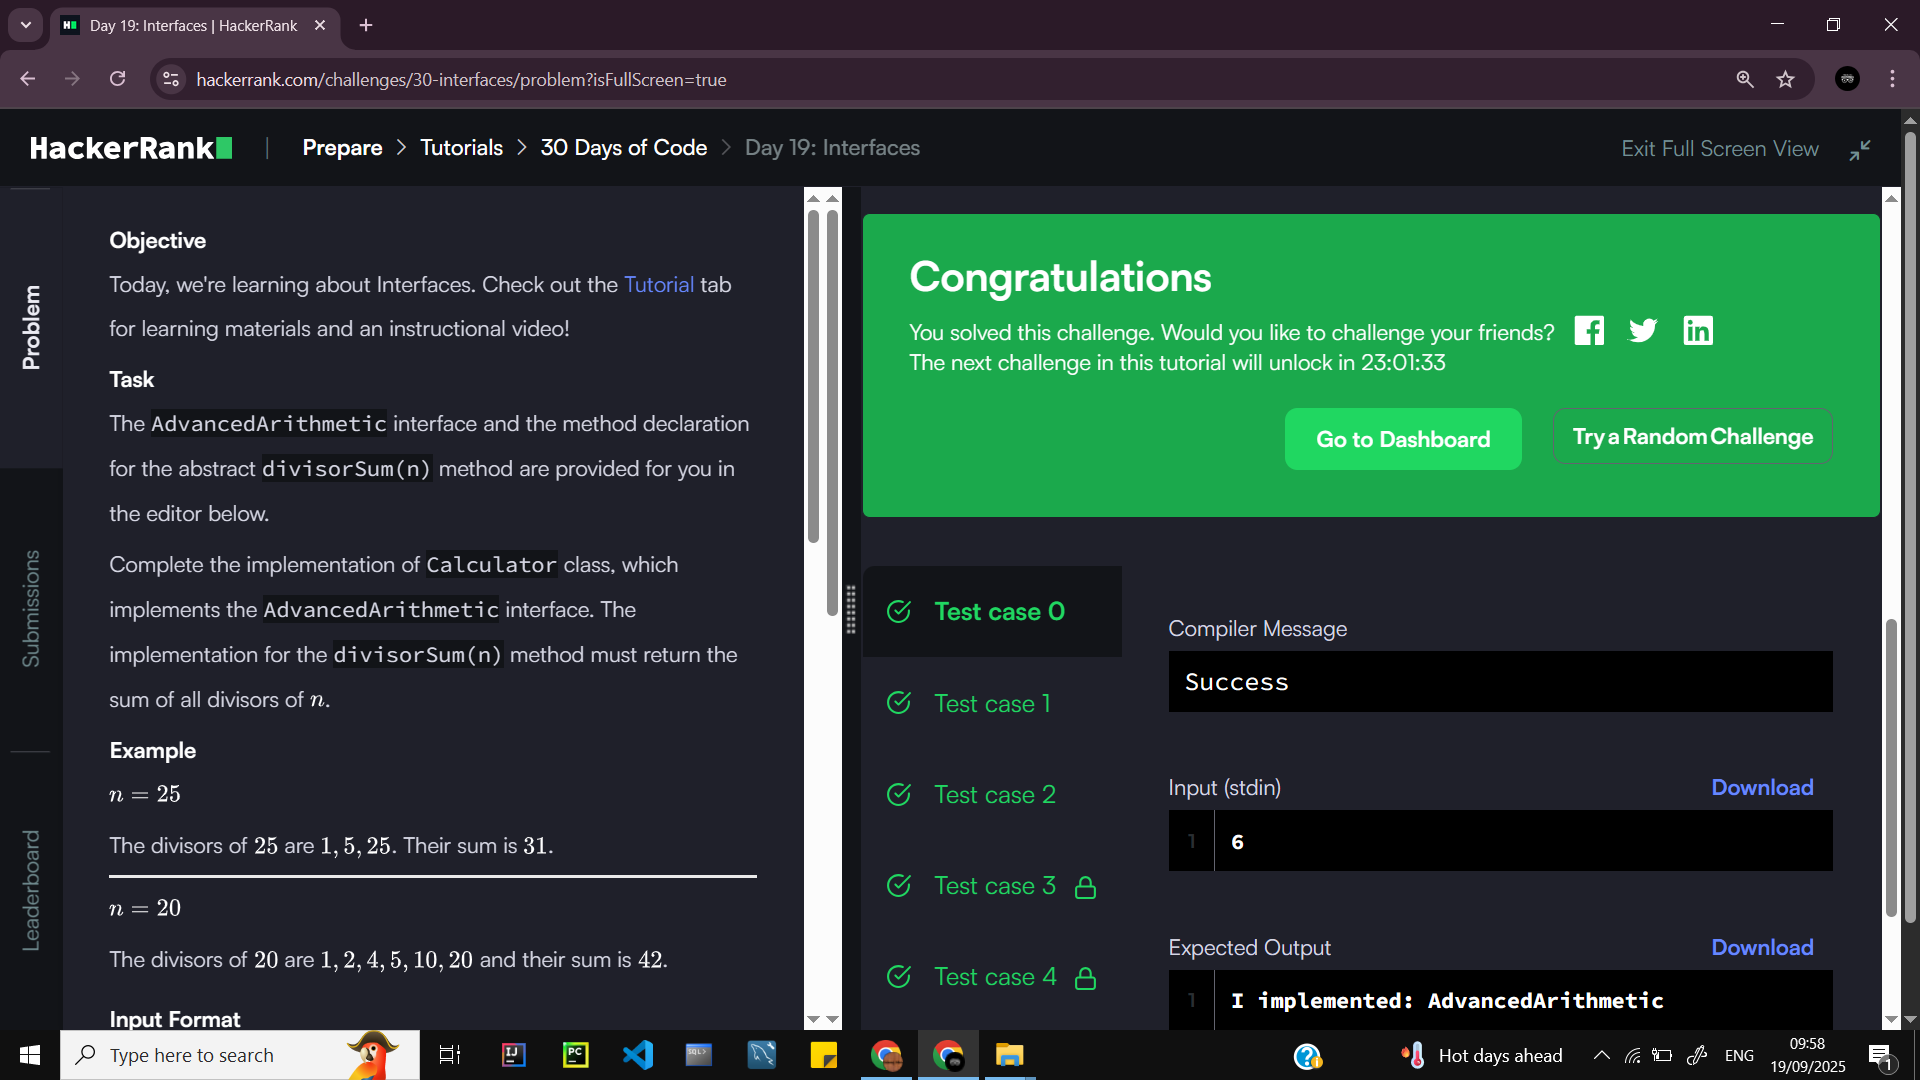 Day 19: Interfaces | HackerRank
hackerrank.com/challenges/30-interfaces/problem?isFullScreen=true
HackerRank
Prepare > Tutorials > 30 Days of Code > Day 19: Interfaces
Exit Full Screen View
Problem
Submissions
Leaderboard
Objective
Today, we're learning about Interfaces. Check out the Tutorial tab
for learning materials and an instructional video!
Task
The AdvancedArithmetic interface and the method declaration
for the abstract divisorSum(n) method are provided for you in
the editor below.
Complete the implementation of Calculator class, which
implements the AdvancedArithmetic interface. The
implementation for the divisorSum(n) method must return the
sum of all divisors of n.
Example
n = 25
The divisors of 25 are 1, 5, 25. Their sum is 31.
n = 20
The divisors of 20 are 1, 2, 4, 5, 10, 20 and their sum is 42.
Input Format
Congratulations
You solved this challenge. Would you like to challenge your friends?
The next challenge in this tutorial will unlock in 23:01:33
Go to Dashboard
Try a Random Challenge
Test case 0
Test case 1
Test case 2
Test case 3
Test case 4
Compiler Message
Success
Input (stdin)
Download
1 6
Expected Output
Download
1 I implemented: AdvancedArithmetic
Type here to search
IJ
PC
SQL>
Hot days ahead
ENG
09:58
19/09/2025
1